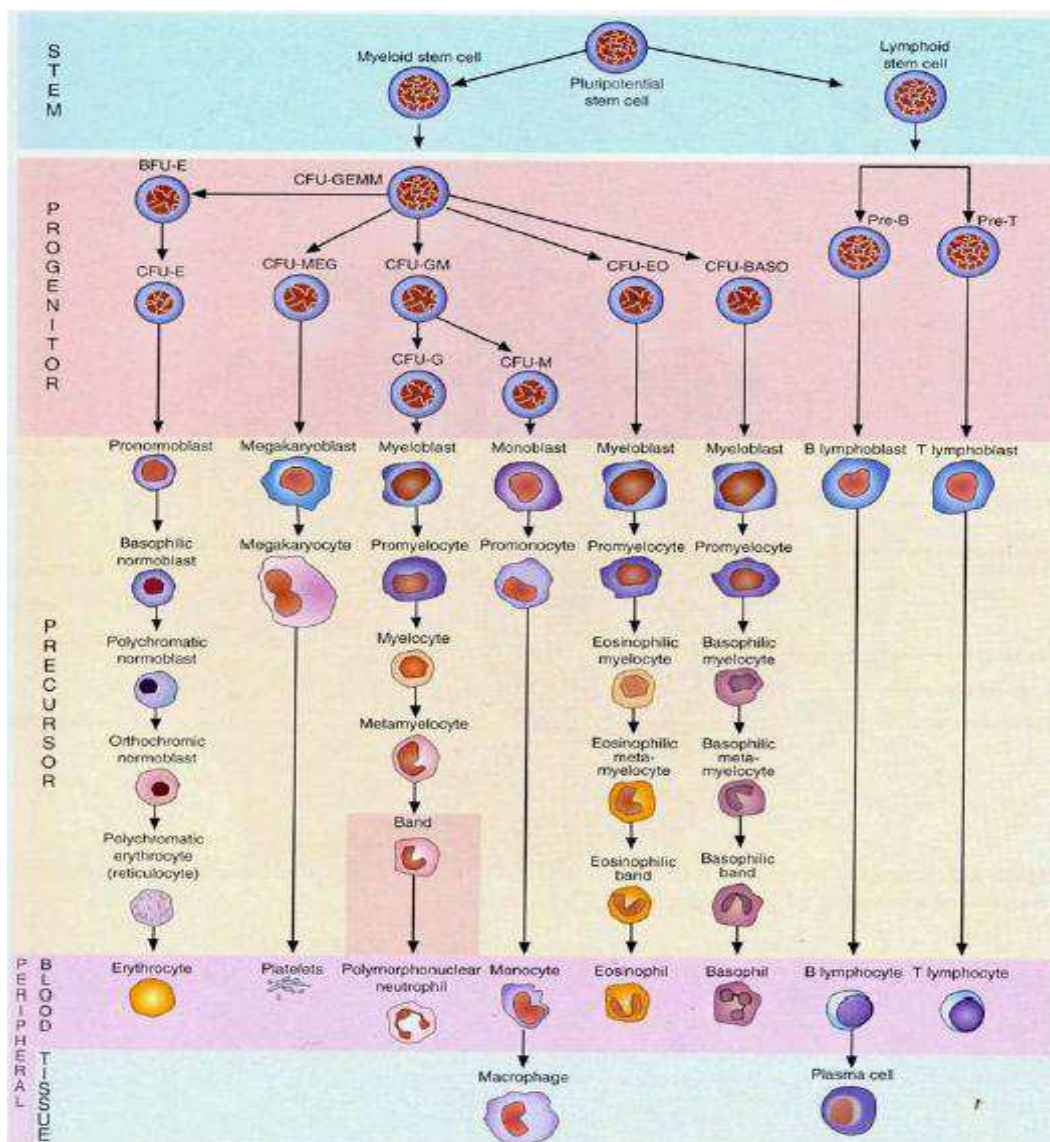 STEM
Myeloid stem cell
Pluripotential
stem cell
Lymphoid
stem cell
PROGENITOR
BFU-E
CFU-GEMM
Pre-B
Pre-T
CFU-E
CFU-MEG
CFU-GM
CFU-EO
CFU-BASO
CFU-G
CFU-M
PRECURSOR
Pronormoblast
Megakaryoblast
Myeloblast
Monoblast
Myeloblast
Myeloblast
B lymphoblast
T lymphoblast
Basophilic
normoblast
Megakaryocyte
Promyelocyte
Promonocyte
Promyelocyte
Promyelocyte
Polychromatic
normoblast
Myelocyte
Eosinophilic
myelocyte
Basophilic
myelocyte
Orthochromic
normoblast
Metamyelocyte
Eosinophilic
meta-
myelocyte
Basophilic
meta-
myelocyte
Polychromatic
erythrocyte
(reticulocyte)
Band
Eosinophilic
band
Basophilic
band
PERIPHERAL
BLOOD
Erythrocyte
Platelets
Polymorphonuclear
neutrophil
Monocyte
Eosinophil
Basophil
B lymphocyte
T lymphocyte
TISSUE
Macrophage
Plasma cell